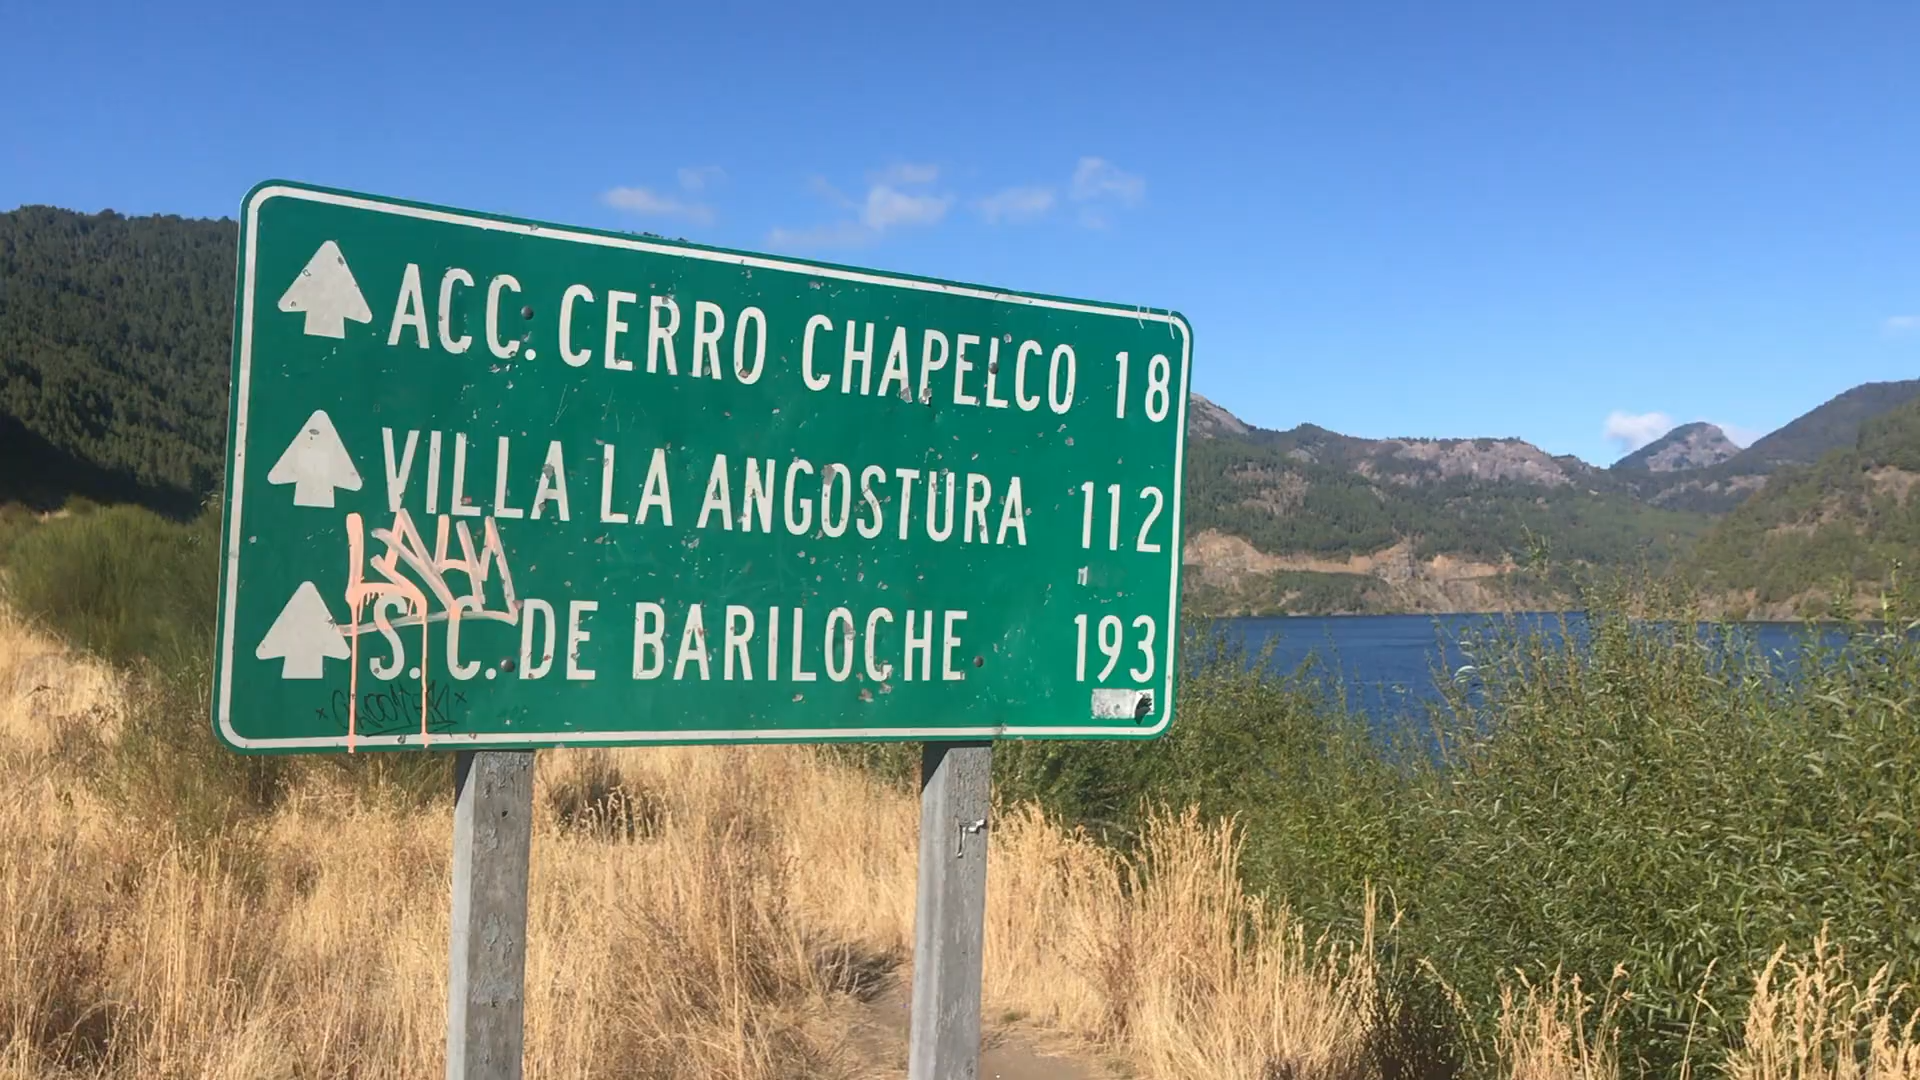 ACC. CERRO CHAPELCO 18
VILLA LA ANGOSTURA 112
S. C. DE BARILOCHE 193